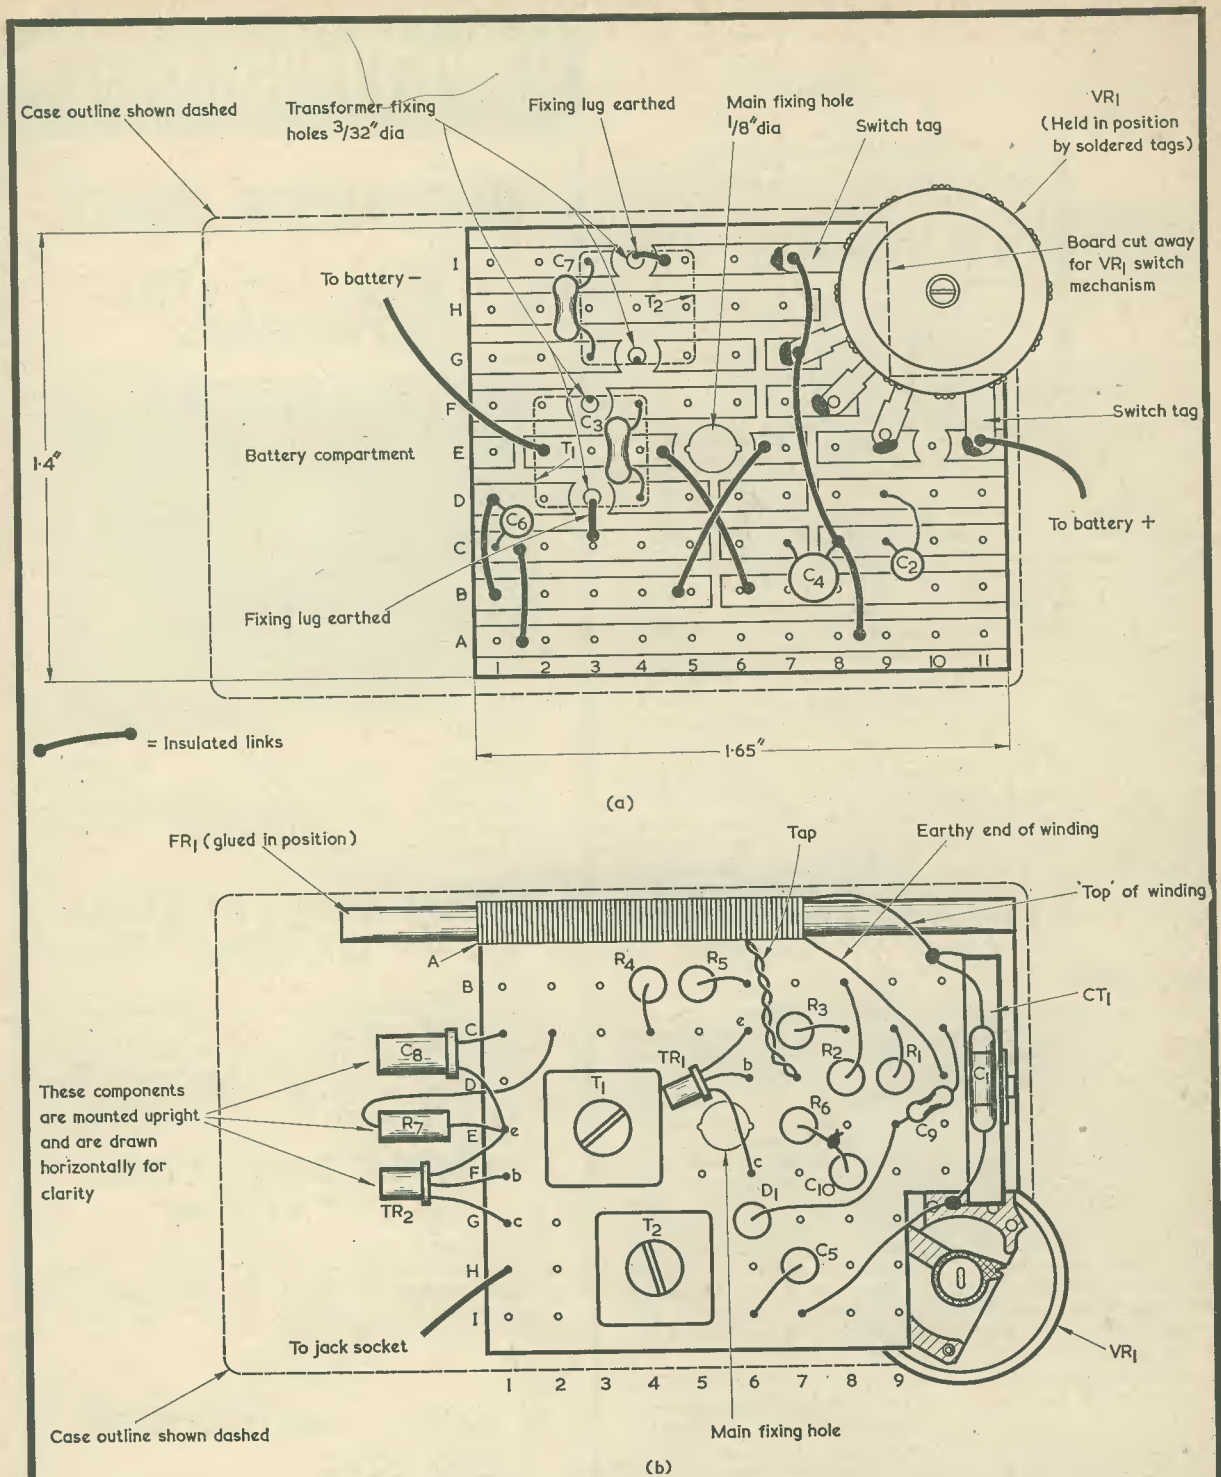 Case outline shown dashed
Transformer fixing
holes 3/32" dia
Fixing lug earthed
Main fixing hole
1/8" dia
Switch tag
VR1
(Held in position
by soldered tags)
Board cut away
for VR1 switch
mechanism
To battery −
I
C7
H
T2
G
F
C3
Switch tag
1·4"
Battery compartment
E
T1
D
C6
To battery +
C
C4
C2
B
Fixing lug earthed
A
1 2 3 4 5 6 7 8 9 10 11
= Insulated links
1·65"
(a)
FR1 (glued in position)
Tap
Earthy end of winding
'Top' of winding
A
R4
R5
B
CT1
R3
C
e
C8
TR1
R2
R1
C1
b
These components
are mounted upright
and are drawn
horizontally for
clarity
D
T1
R7
E
e
R6
C9
F
b
c
C10
TR2
D1
G
c
T2
H
C5
I
To jack socket
VR1
1 2 3 4 5 6 7 8 9
Case outline shown dashed
Main fixing hole
(b)